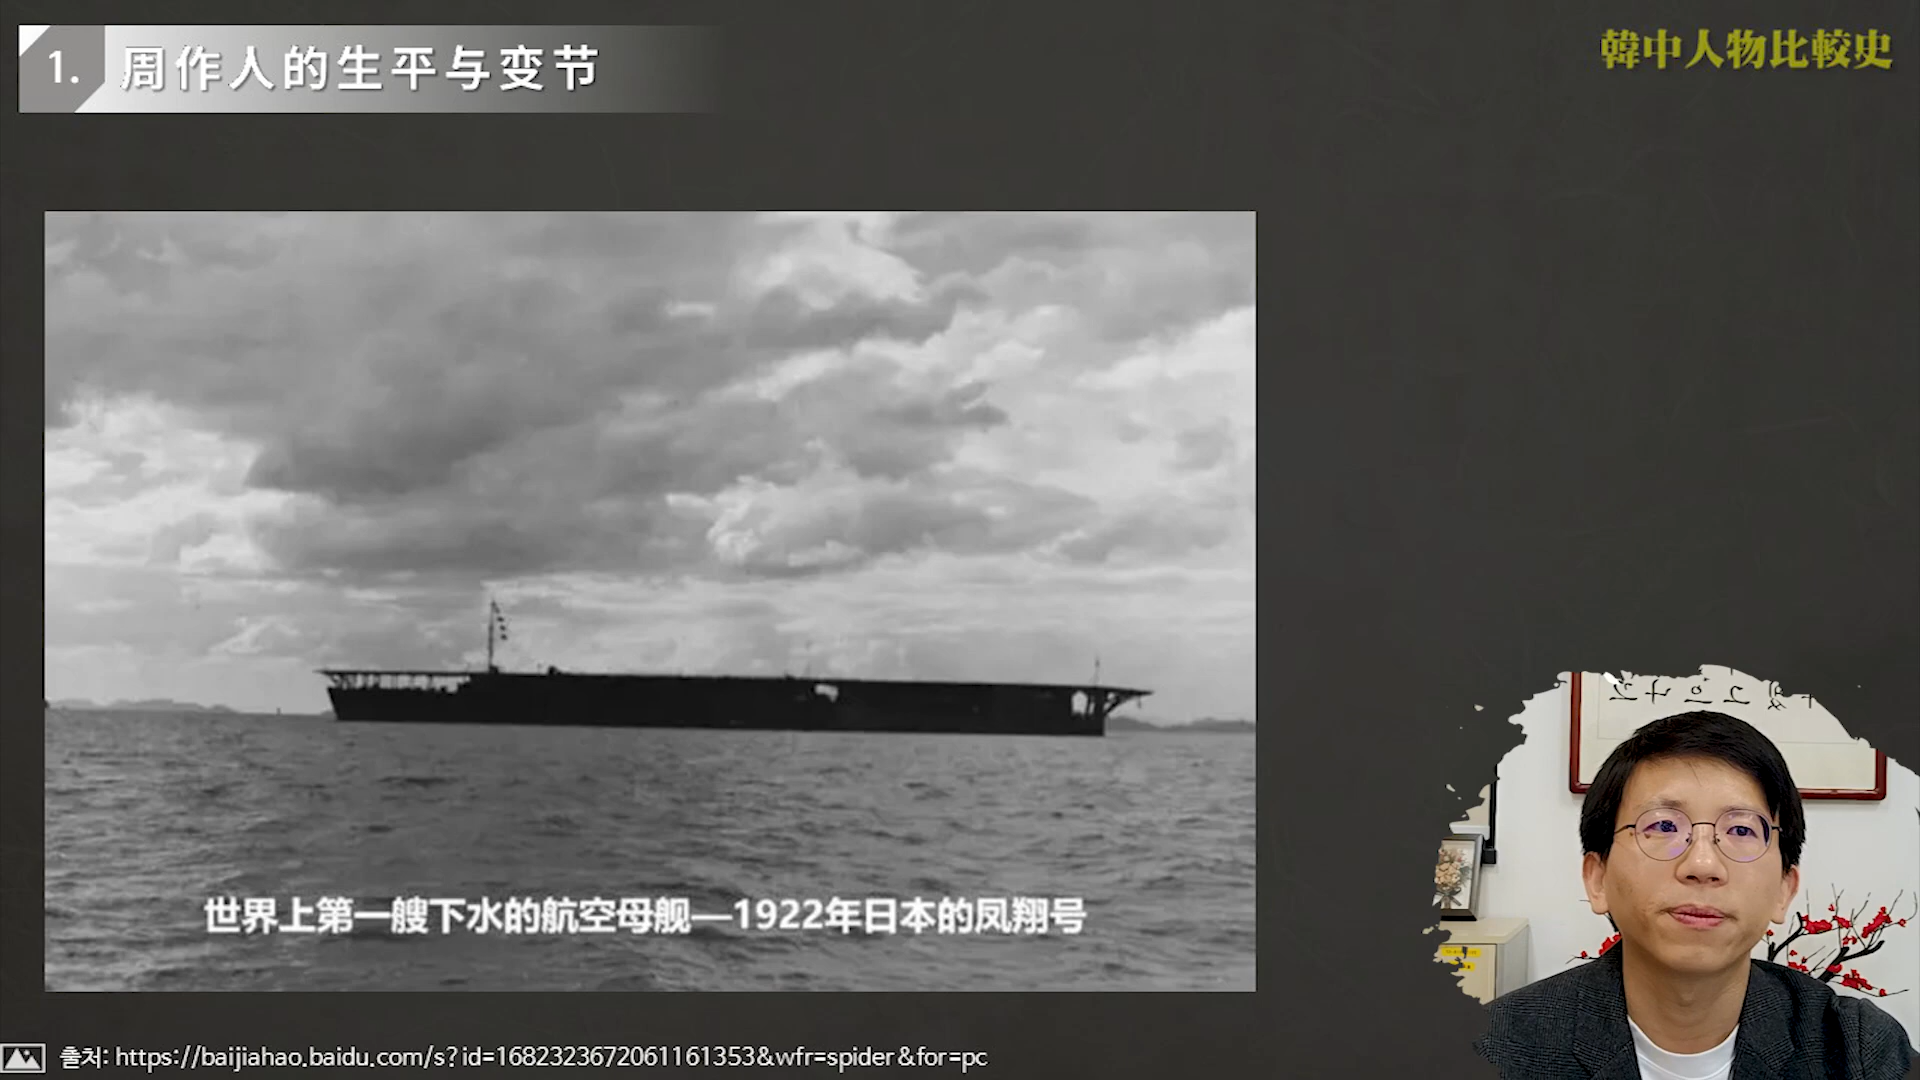 1. 周作人的生平与变节
韓中人物比較史
世界上第一艘下水的航空母舰—1922年日本的凤翔号
출처: https://baijiahao.baidu.com/s?id=1682323672061161353&wfr=spider&for=pc